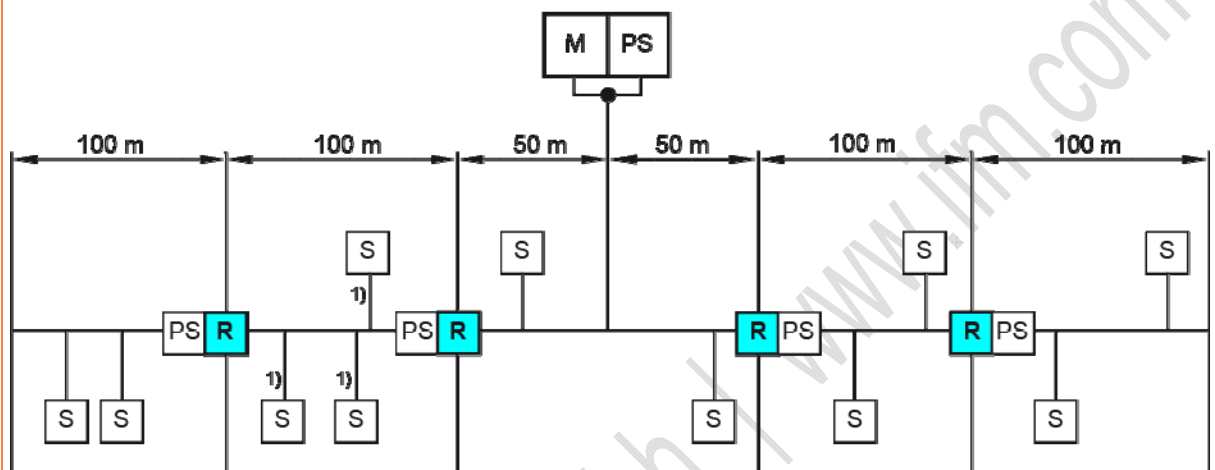 M PS
100 m 100 m 50 m 50 m 100 m 100 m
S S S S
1)
PS R PS R R PS R PS
1) 1)
S S S S S S S
www.ifm.com